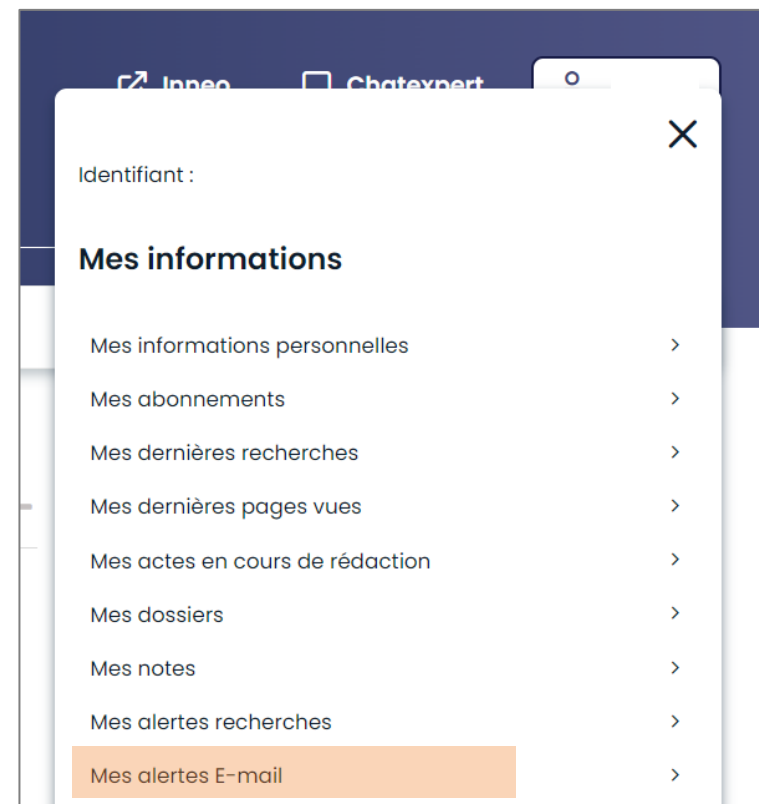 Inneo Chatexpert
Identifiant :
Mes informations
Mes informations personnelles
Mes abonnements
Mes dernières recherches
Mes dernières pages vues
Mes actes en cours de rédaction
Mes dossiers
Mes notes
Mes alertes recherches
Mes alertes E-mail